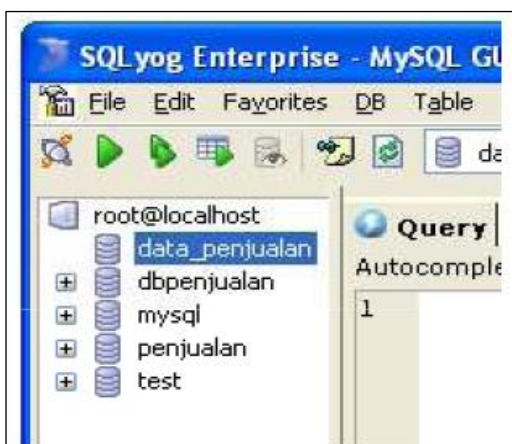 SQLyog Enterprise - MySQL GU
File Edit Favorites DB Table
da
root@localhost
data_penjualan
dbpenjualan
mysql
penjualan
test
Query
Autocomple
1